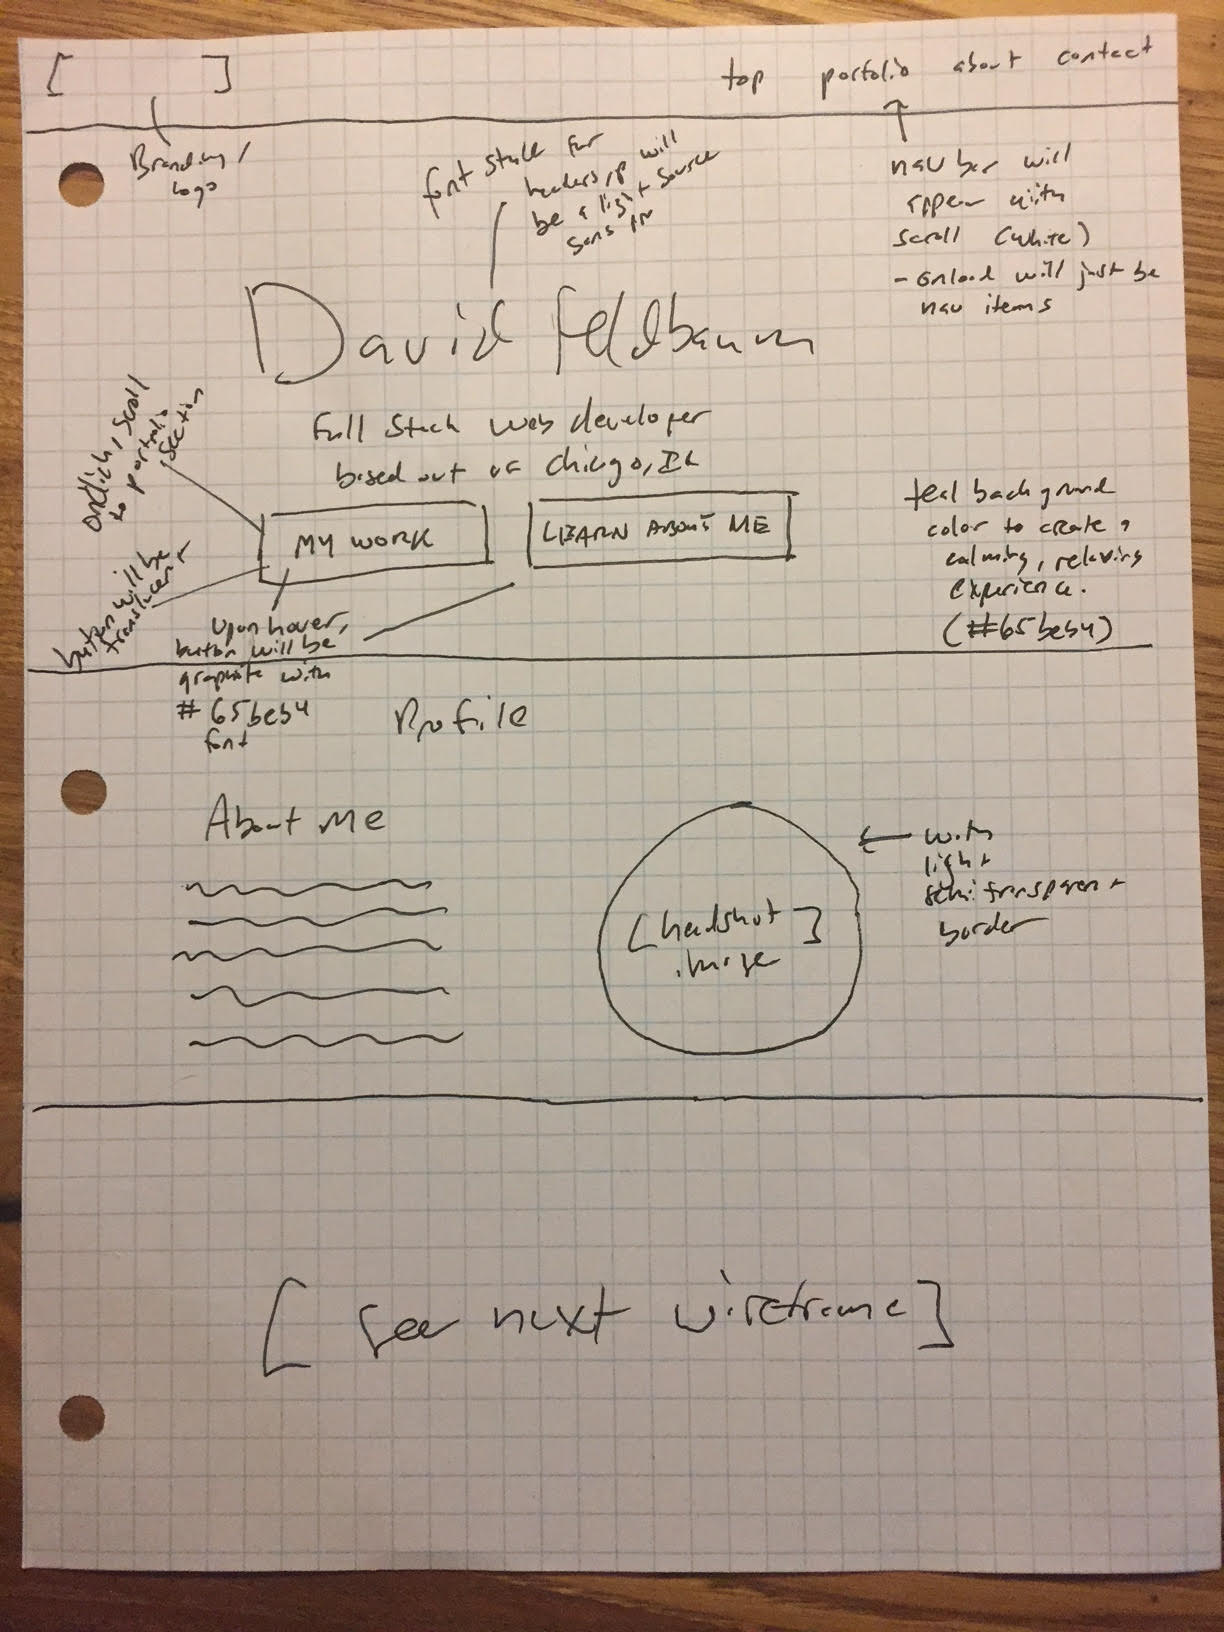 [ ]
top portfolio about contact
Branding /
Logo
font style for
headers, p will
be a light Source
Sans pro
nav bar will
appear with
scroll (white)
- onload will just be
nav items
David Feldbaum
Full Stack web developer
based out of Chicago, IL
onclick, scroll
to portfolio
section
MY WORK
LEARN ABOUT ME
button will be
translucent
Upon hover,
button will be
graphite with
#65beb4
font
teal background
color to create a
calming, relaxing
experience.
(#65beb4)
Profile
About Me
[headshot
image]
with
light
semi transparent
border
[see next wireframe]